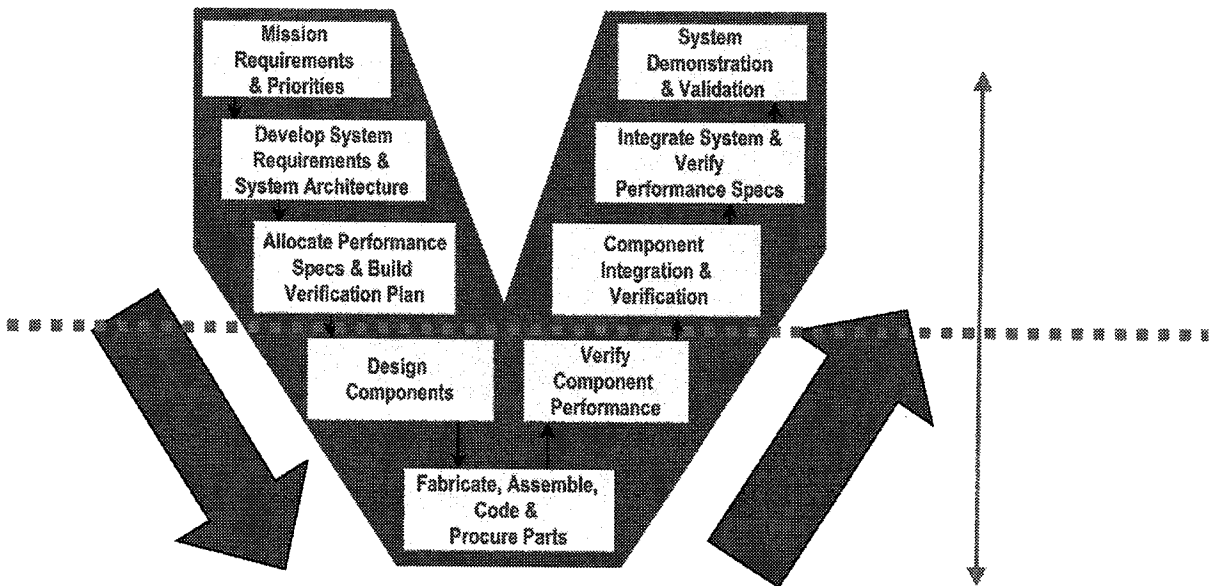 Mission
Requirements
& Priorities
Develop System
Requirements &
System Architecture
Allocate Performance
Specs & Build
Verification Plan
Design
Components
Fabricate, Assemble,
Code &
Procure Parts
Verify
Component
Performance
Component
Integration &
Verification
Integrate System &
Verify
Performance Specs
System
Demonstration
& Validation